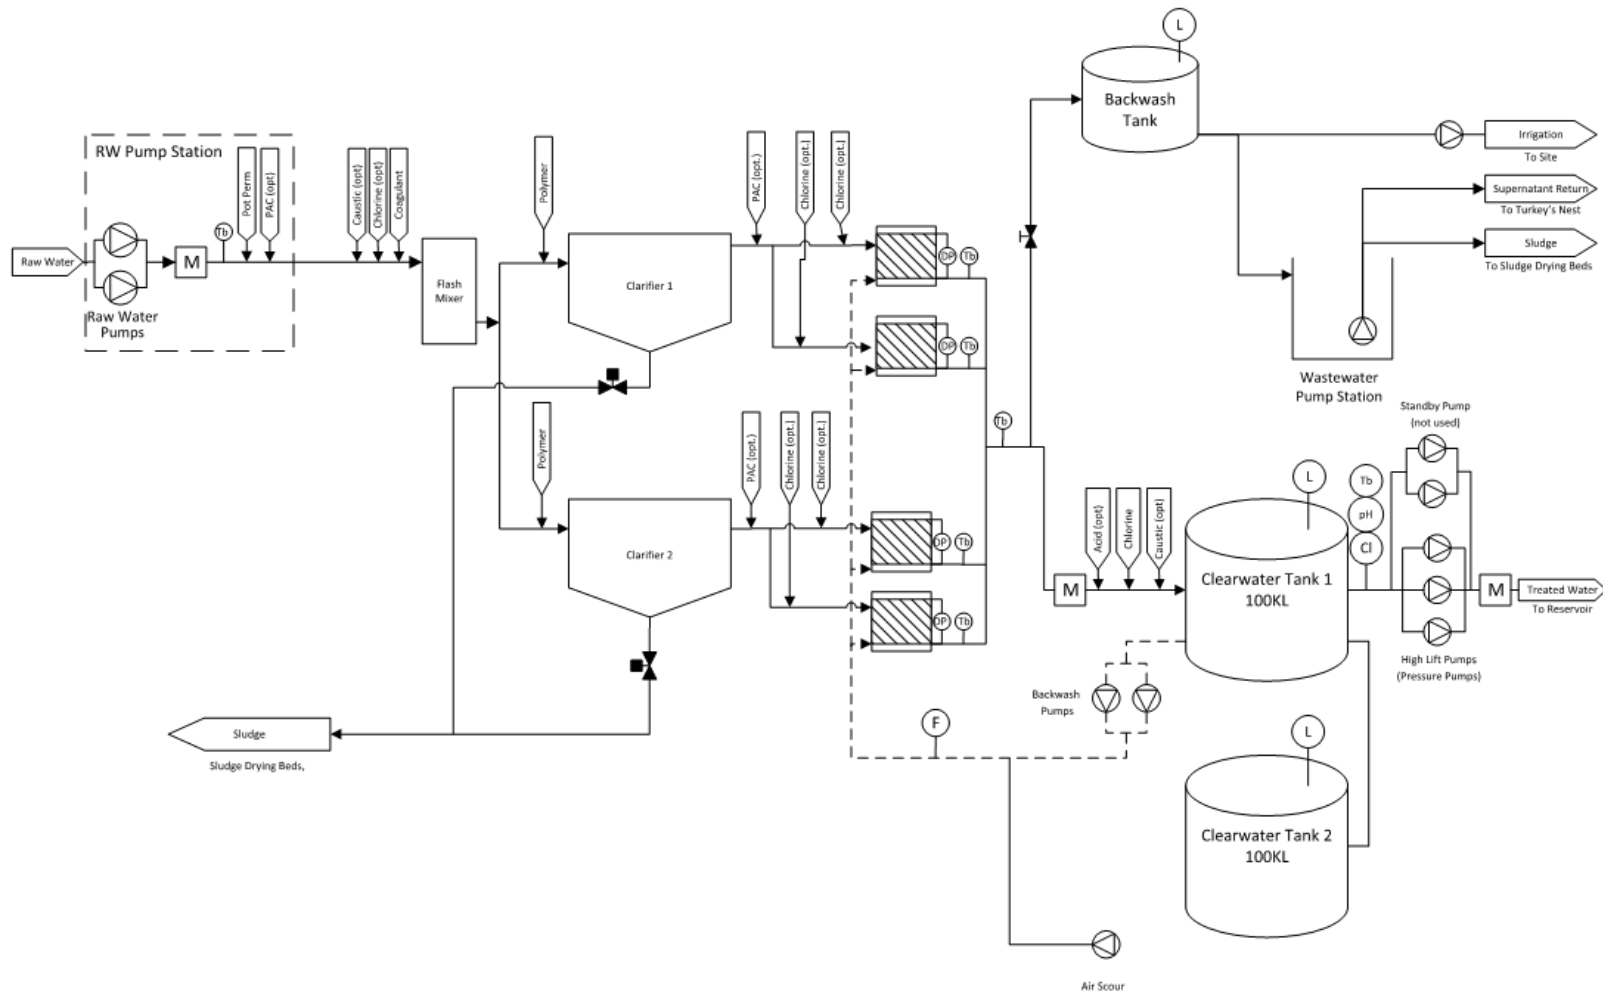 L
Backwash
Tank
Irrigation
To Site
Supernatant Return
To Turkey's Nest
Sludge
To Sludge Drying Beds
Wastewater
Pump Station
RW Pump Station
Raw Water
M
Tb
Pot Perm
PAC (opt)
Raw Water
Pumps
Caustic (opt)
Chlorine (opt)
Coagulant
Flash
Mixer
Polymer
Clarifier 1
PAC (opt.)
Chlorine (opt.)
Chlorine (opt.)
DP
Tb
DP
Tb
Polymer
Clarifier 2
PAC (opt.)
Chlorine (opt.)
Chlorine (opt.)
DP
Tb
DP
Tb
Tb
Sludge
Sludge Drying Beds,
M
Acid (opt)
Chlorine
Caustic (opt)
L
Clearwater Tank 1
100KL
Tb
pH
Cl
Standby Pump
(not used)
High Lift Pumps
(Pressure Pumps)
M
Treated Water
To Reservoir
Backwash
Pumps
F
L
Clearwater Tank 2
100KL
Air Scour